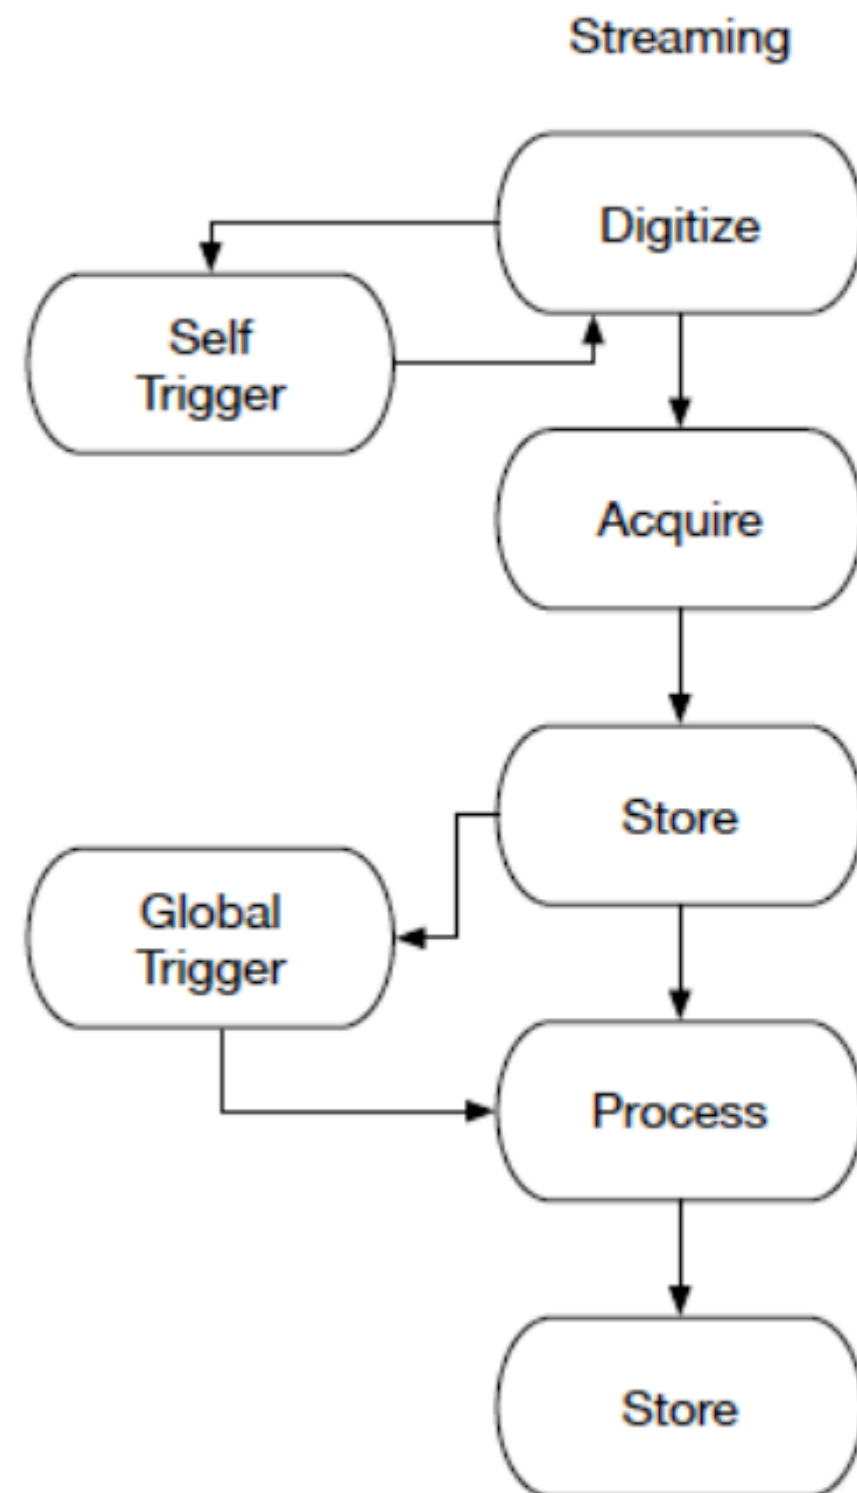 Streaming
Digitize
Self
Trigger
Acquire
Store
Global
Trigger
Process
Store